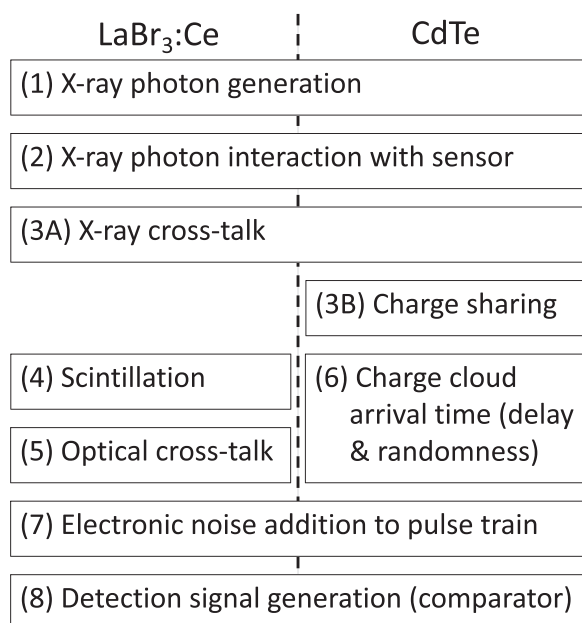 LaBr₃:Ce
CdTe
(1) X-ray photon generation
(2) X-ray photon interaction with sensor
(3A) X-ray cross-talk
(3B) Charge sharing
(4) Scintillation
(5) Optical cross-talk
(6) Charge cloud
arrival time (delay
& randomness)
(7) Electronic noise addition to pulse train
(8) Detection signal generation (comparator)